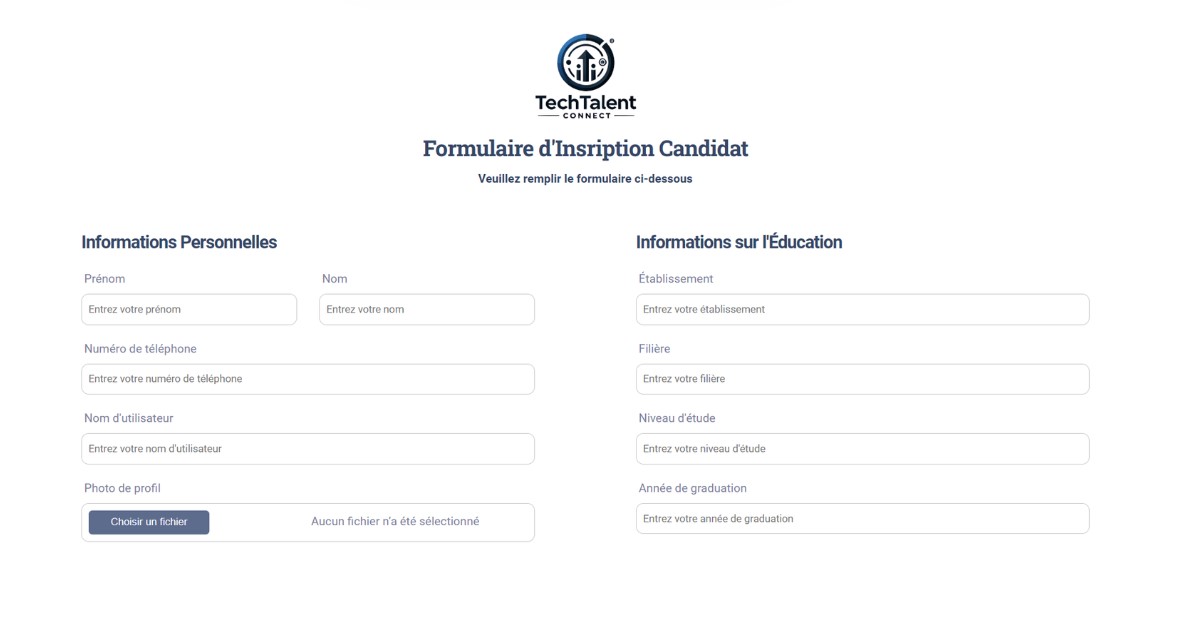 TechTalent
CONNECT
Formulaire d'Insription Candidat
Veuillez remplir le formulaire ci-dessous
Informations Personnelles
Prénom Nom
Entrez votre prénom Entrez votre nom
Numéro de téléphone
Entrez votre numéro de téléphone
Nom d'utilisateur
Entrez votre nom d'utilisateur
Photo de profil
Choisir un fichier Aucun fichier n'a été sélectionné
Informations sur l'Éducation
Établissement
Entrez votre établissement
Filière
Entrez votre filière
Niveau d'étude
Entrez votre niveau d'étude
Année de graduation
Entrez votre année de graduation